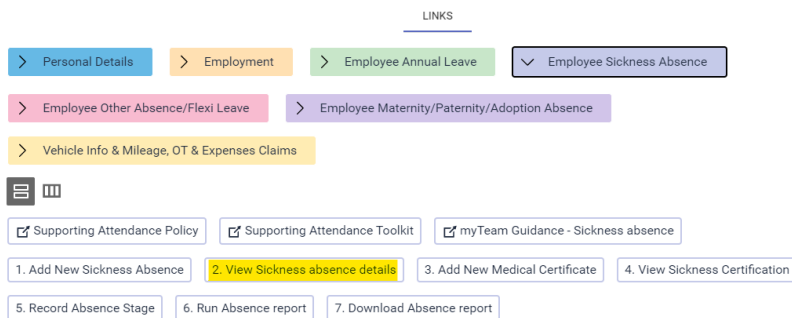 LINKS
Personal Details Employment Employee Annual Leave Employee Sickness Absence
Employee Other Absence/Flexi Leave Employee Maternity/Paternity/Adoption Absence
Vehicle Info & Mileage, OT & Expenses Claims
Supporting Attendance Policy Supporting Attendance Toolkit myTeam Guidance - Sickness absence
1. Add New Sickness Absence 2. View Sickness absence details 3. Add New Medical Certificate 4. View Sickness Certification
5. Record Absence Stage 6. Run Absence report 7. Download Absence report